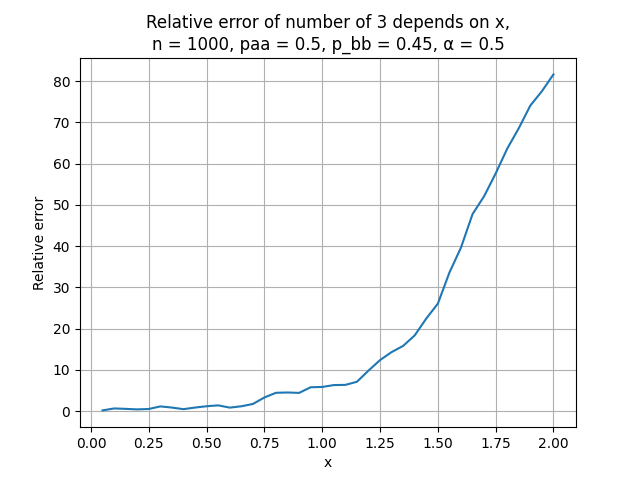 Relative error of number of 3 depends on x,
n = 1000, paa = 0.5, p_bb = 0.45, α = 0.5
80
70
60
50
40
30
20
10
0
Relative error
0.00 0.25 0.50 0.75 1.00 1.25 1.50 1.75 2.00
x